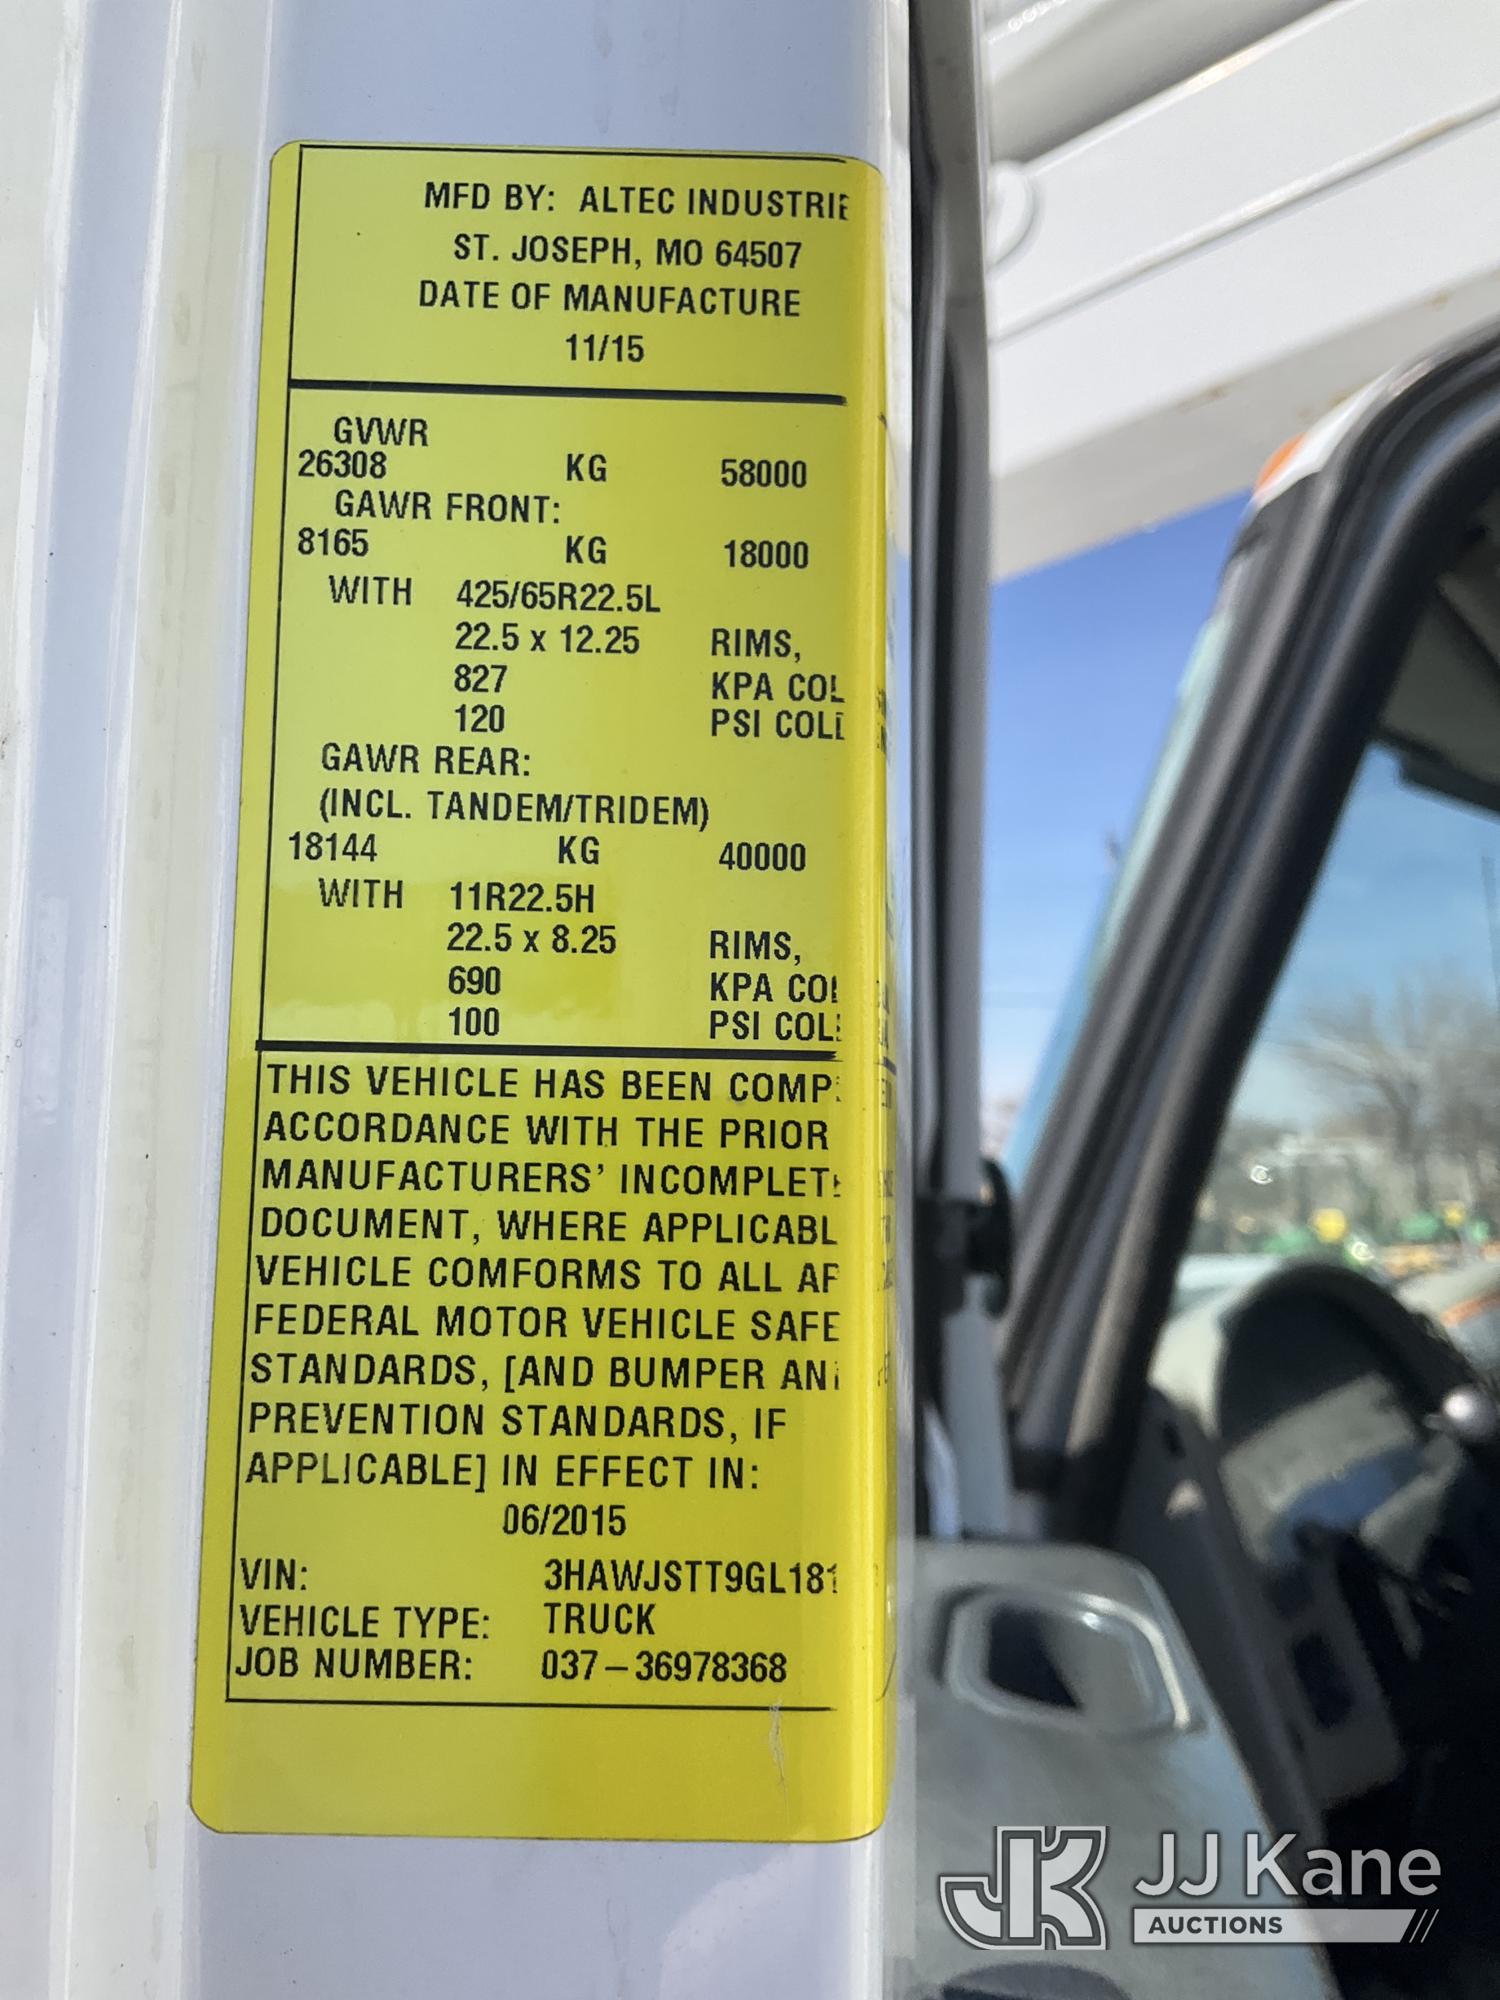 MFD BY: ALTEC INDUSTRIE
ST. JOSEPH, MO 64507
DATE OF MANUFACTURE
11/15
GVWR
26308 KG 58000
GAWR FRONT:
8165 KG 18000
WITH 425/65R22.5L
22.5 x 12.25 RIMS,
827 KPA COL
120 PSI COLD
GAWR REAR:
(INCL. TANDEM/TRIDEM)
18144 KG 40000
WITH 11R22.5H
22.5 x 8.25 RIMS,
690 KPA COL
100 PSI COL
THIS VEHICLE HAS BEEN COMP
ACCORDANCE WITH THE PRIOR
MANUFACTURERS' INCOMPLET
DOCUMENT, WHERE APPLICABL
VEHICLE COMFORMS TO ALL AP
FEDERAL MOTOR VEHICLE SAFE
STANDARDS, [AND BUMPER AN
PREVENTION STANDARDS, IF
APPLICABLE] IN EFFECT IN:
06/2015
VIN: 3HAWJSTT9GL181
VEHICLE TYPE: TRUCK
JOB NUMBER: 037-36978368
JK JJ Kane
AUCTIONS